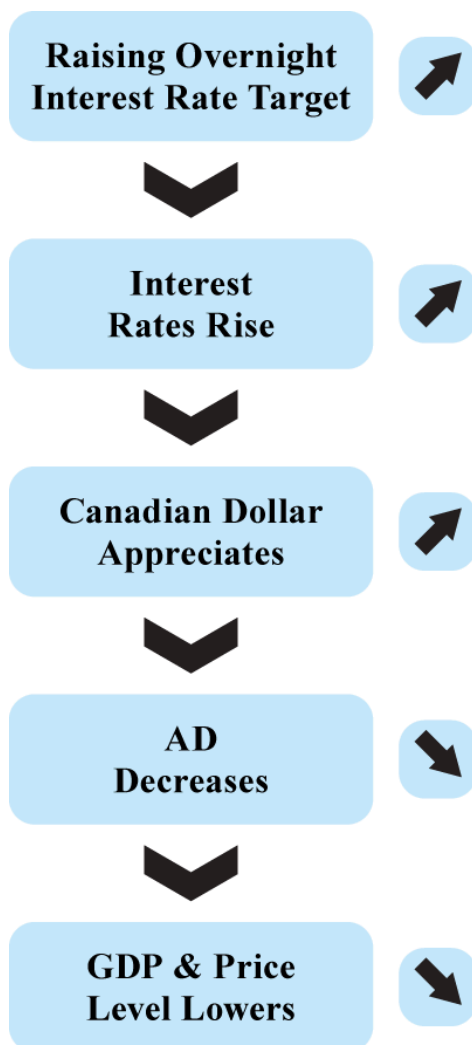 Raising Overnight
Interest Rate Target
Interest
Rates Rise
Canadian Dollar
Appreciates
AD
Decreases
GDP & Price
Level Lowers